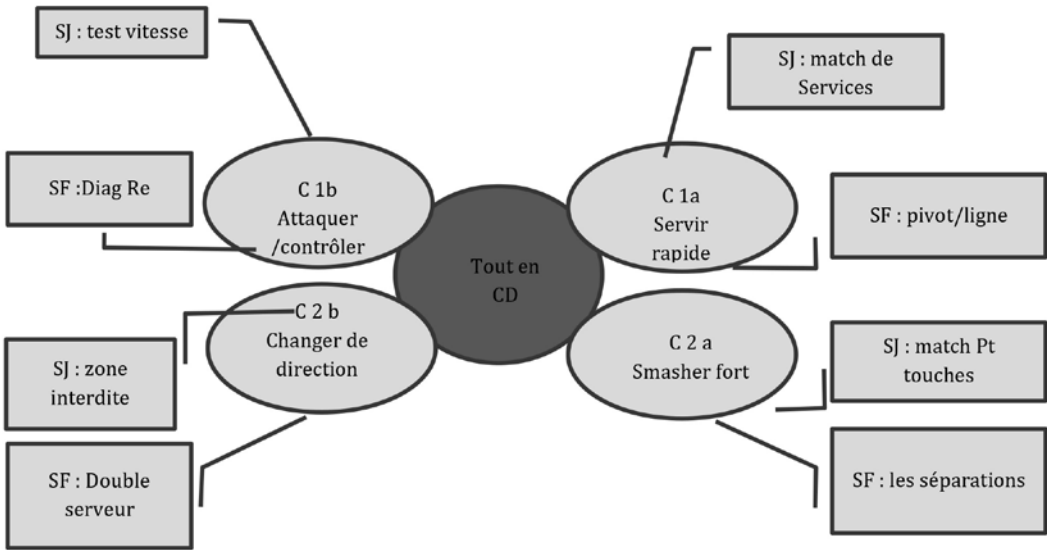 SJ : test vitesse
SJ : match de
Services
SF :Diag Re
C 1b
Attaquer
/contrôler
C 1a
Servir
rapide
SF : pivot/ligne
Tout en
CD
SJ : zone
interdite
C 2 b
Changer de
direction
C 2 a
Smasher fort
SJ : match Pt
touches
SF : Double
serveur
SF : les séparations